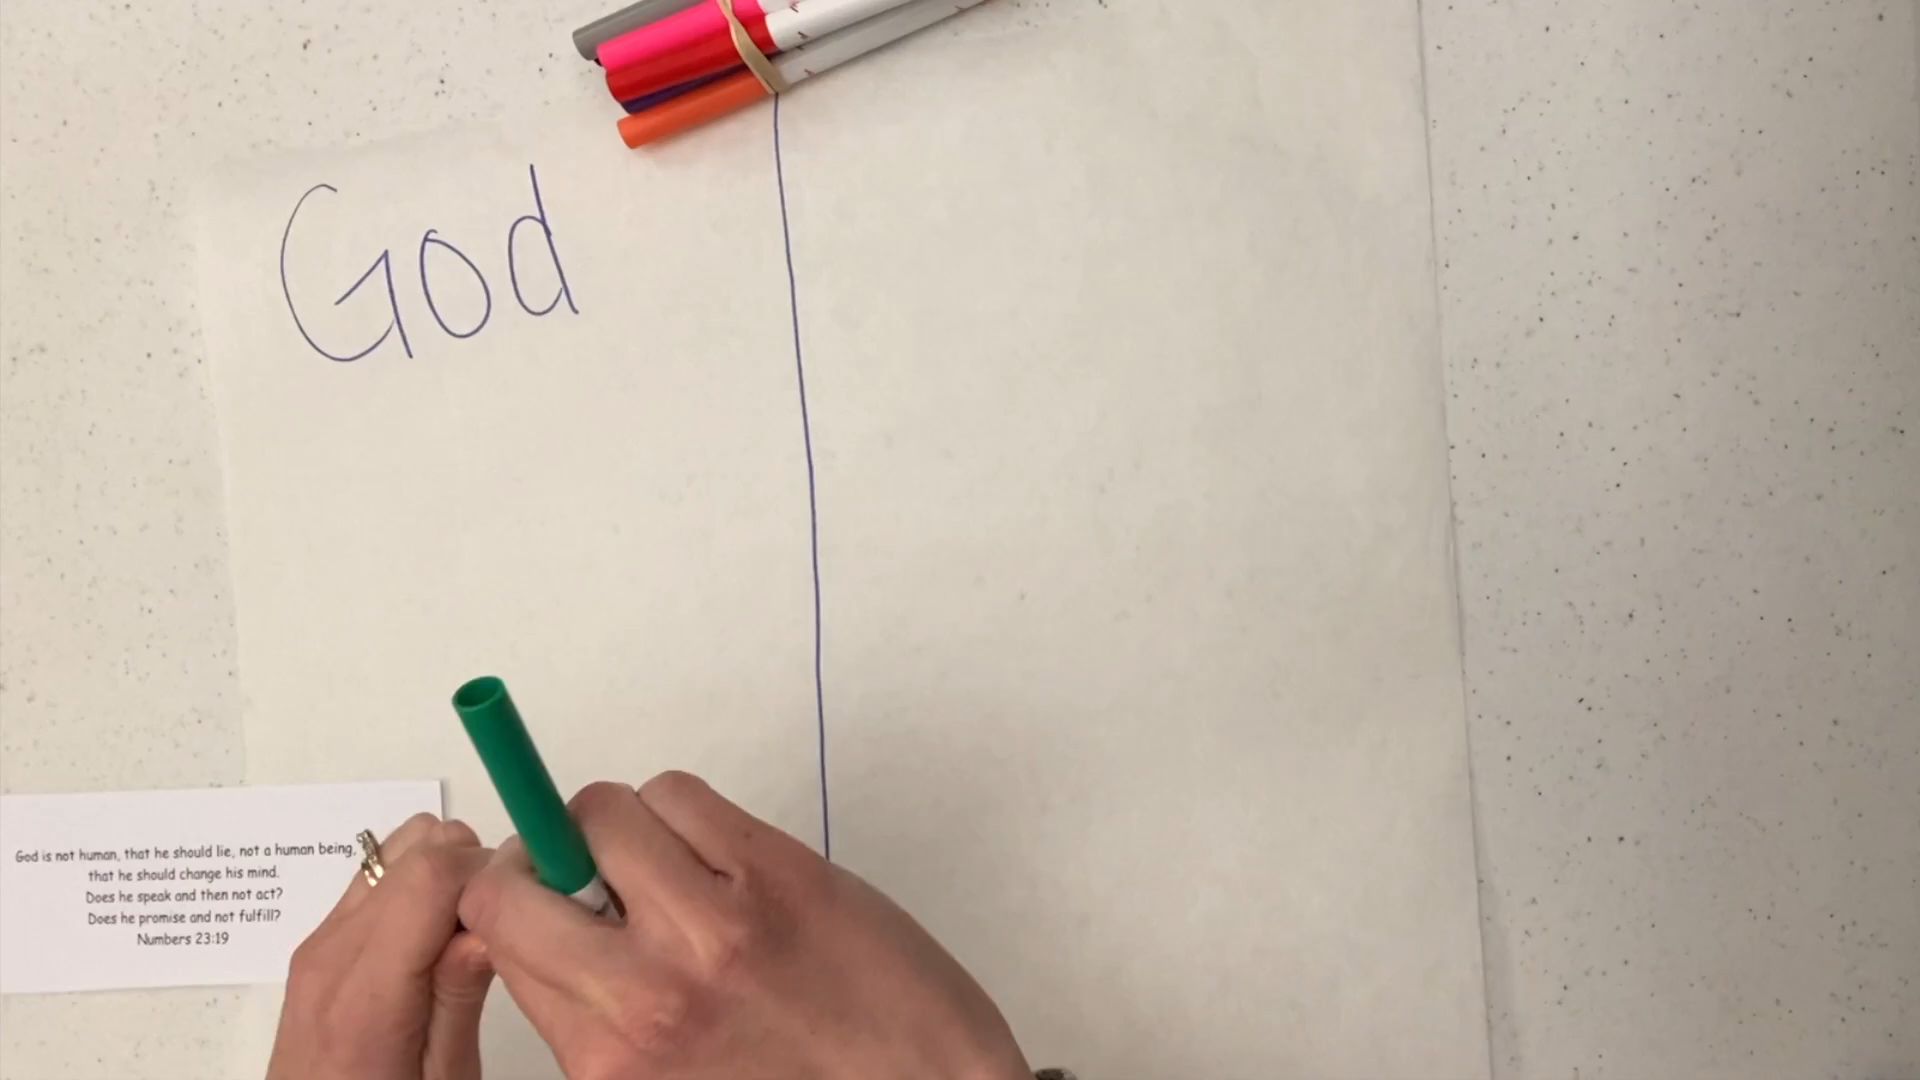 God
God is not human, that he should lie, not a human being,
that he should change his mind.
Does he speak and then not act?
Does he promise and not fulfill?
Numbers 23:19